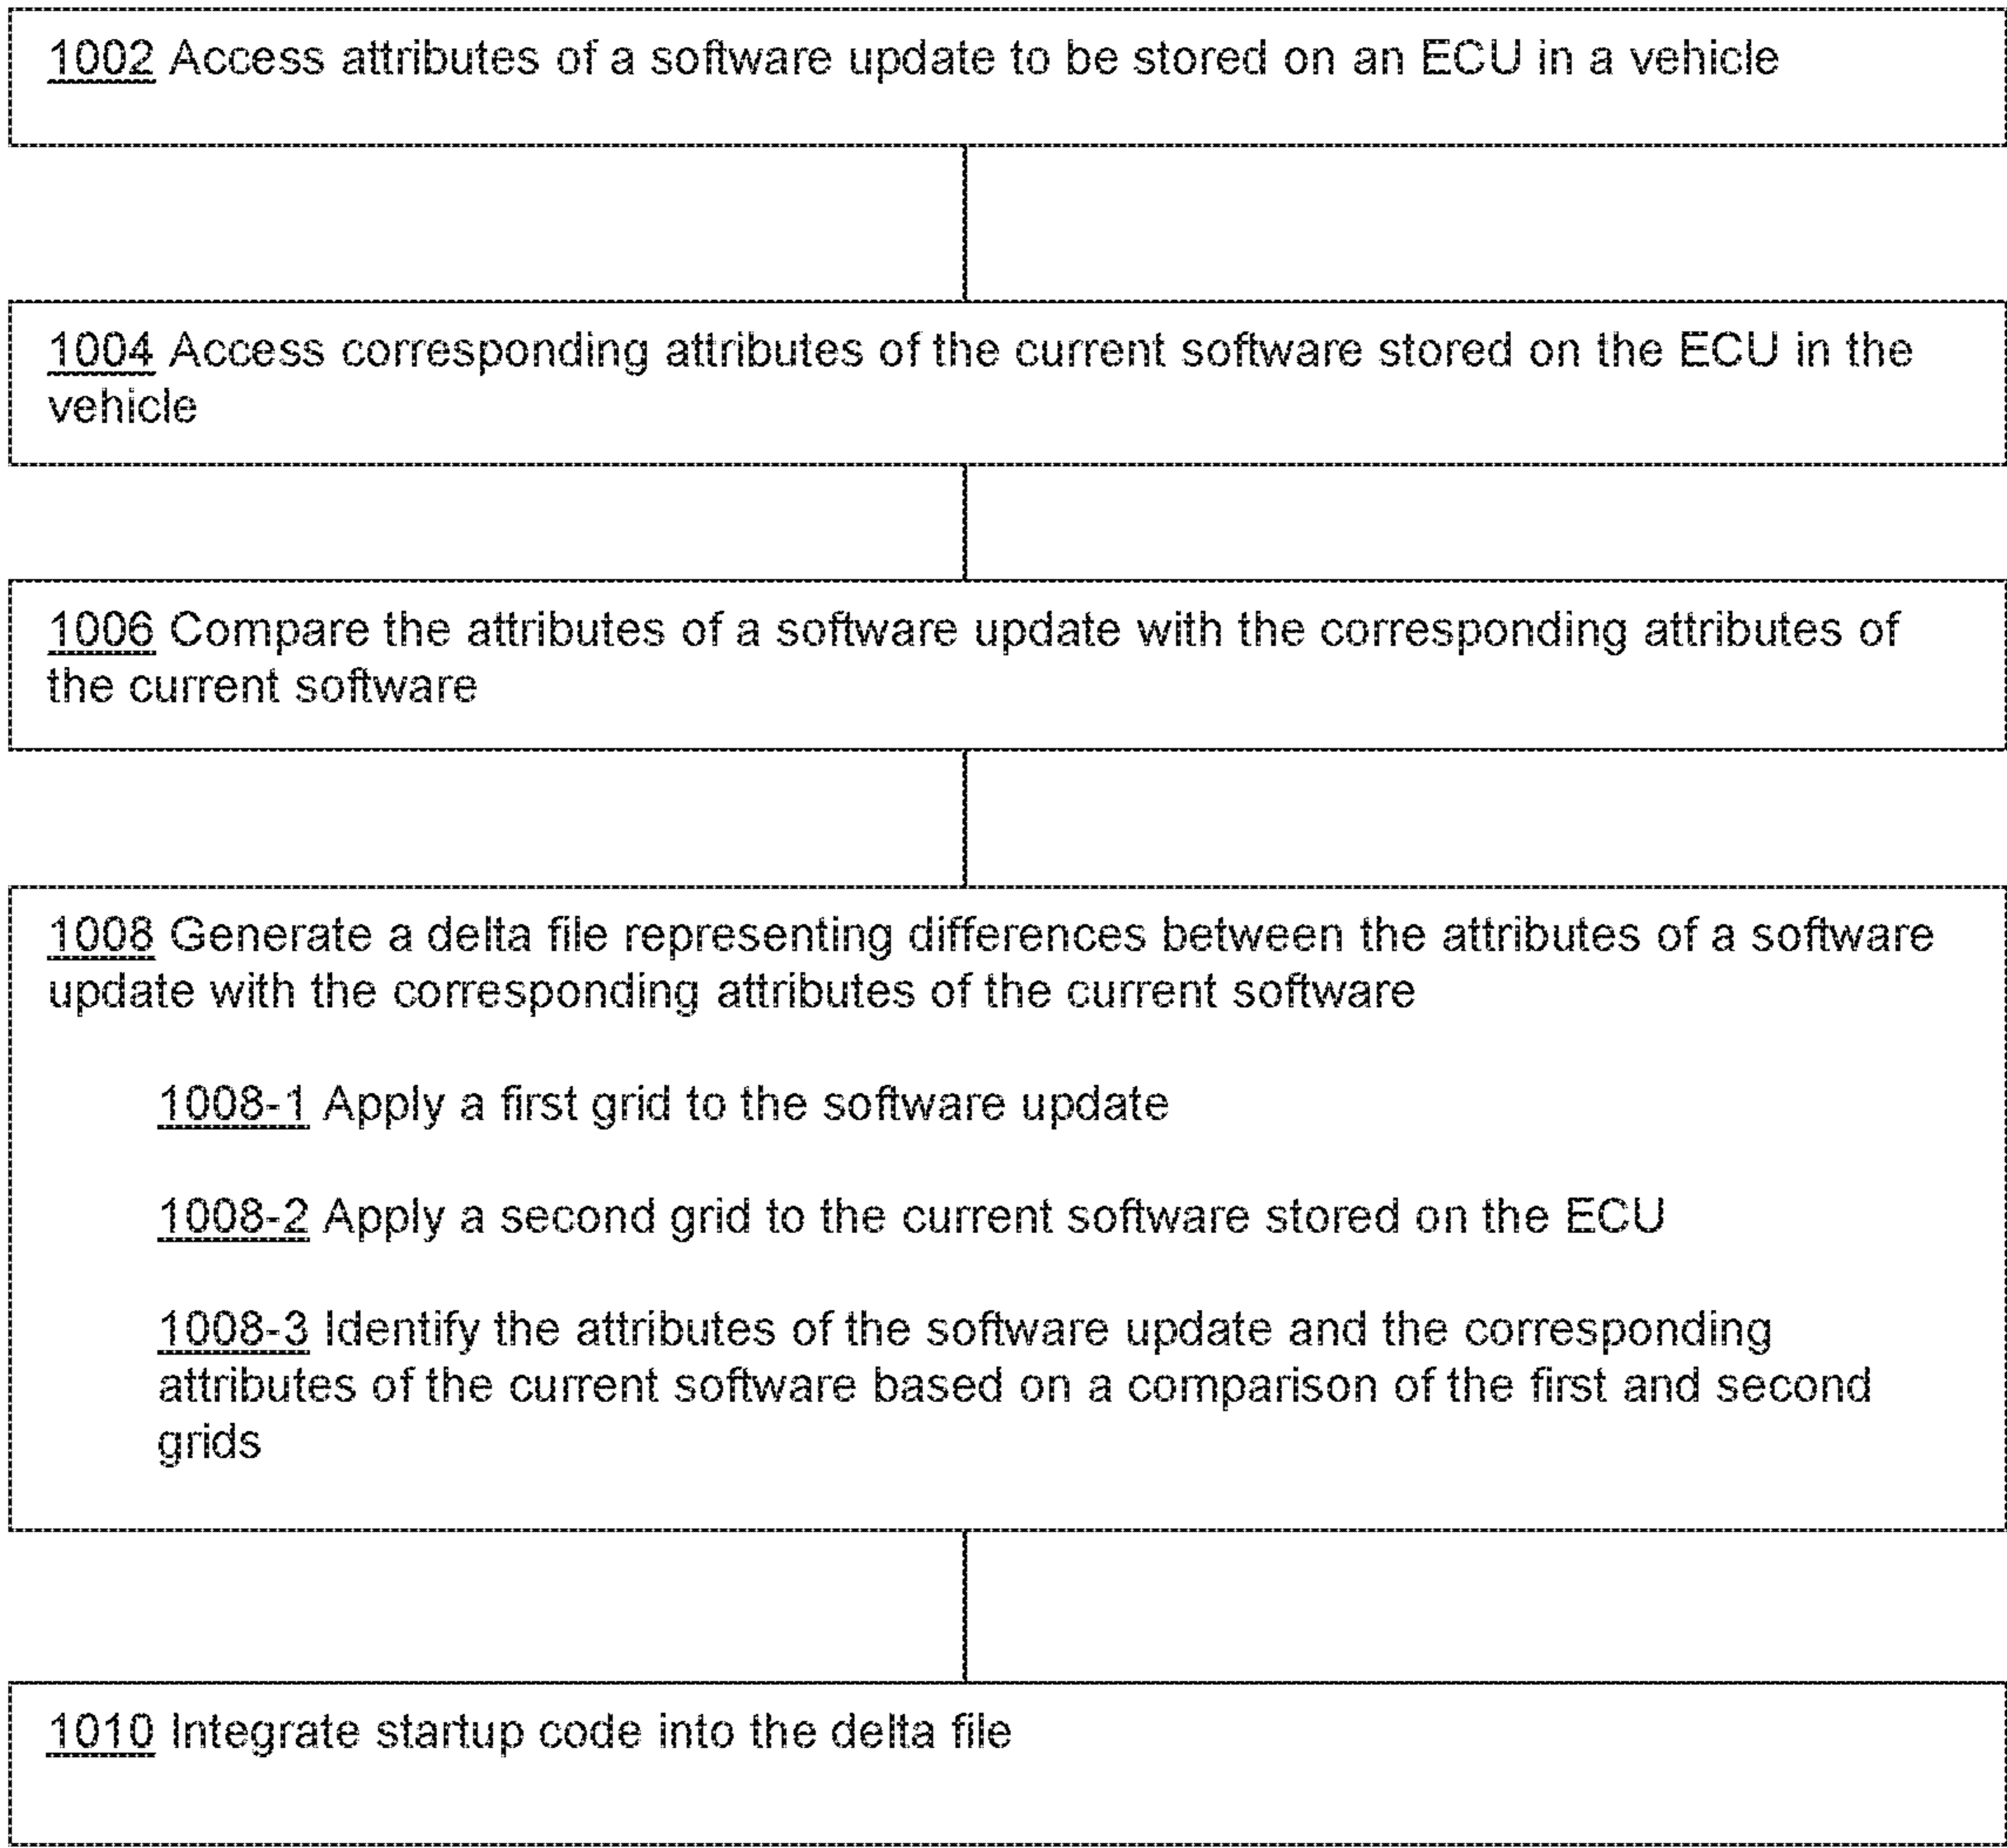 1002 Access attributes of a software update to be stored on an ECU in a vehicle
1004 Access corresponding attributes of the current software stored on the ECU in the
vehicle
1006 Compare the attributes of a software update with the corresponding attributes of
the current software
1008 Generate a delta file representing differences between the attributes of a software
update with the corresponding attributes of the current software
1008-1 Apply a first grid to the software update
1008-2 Apply a second grid to the current software stored on the ECU
1008-3 Identify the attributes of the software update and the corresponding
attributes of the current software based on a comparison of the first and second
grids
1010 Integrate startup code into the delta file